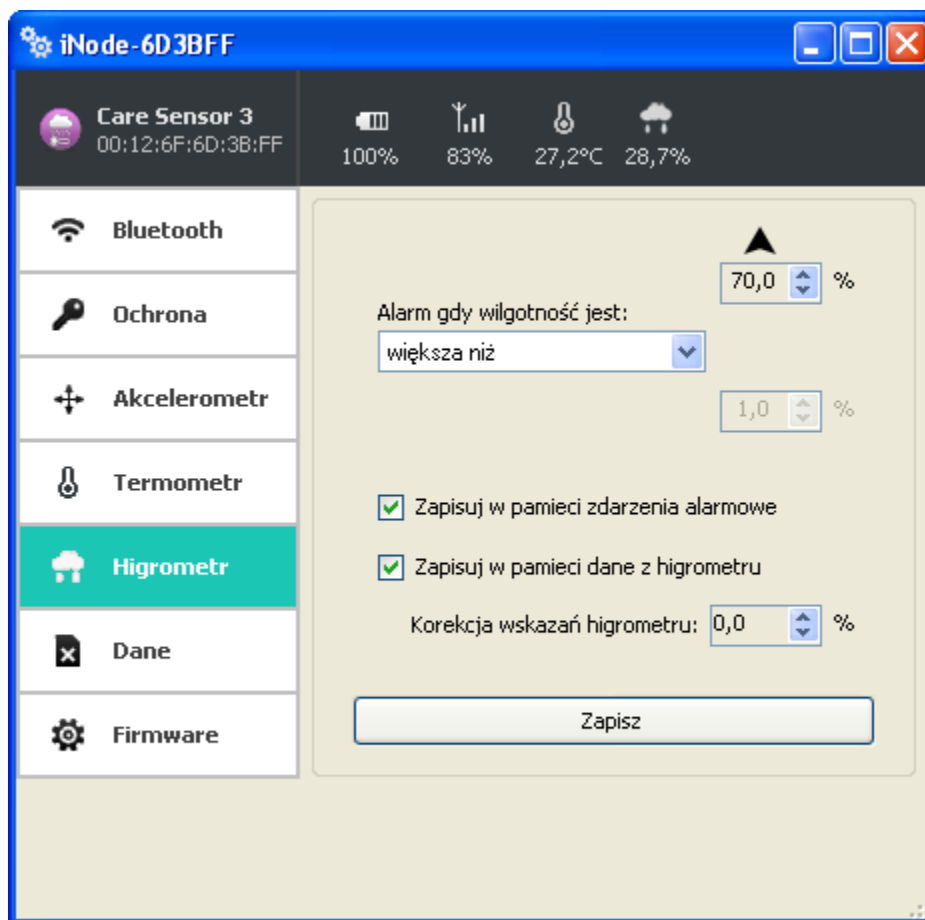 iNode-6D3BFF
Care Sensor 3
00:12:6F:6D:3B:FF
100%
83%
27,2°C
28,7%
Bluetooth
Ochrona
Akcelerometr
Termometr
Higrometr
Dane
Firmware
70,0 %
Alarm gdy wilgotność jest:
większa niż
1,0 %
Zapisuj w pamieci zdarzenia alarmowe
Zapisuj w pamieci dane z higrometru
Korekcja wskazań higrometru: 0,0 %
Zapisz